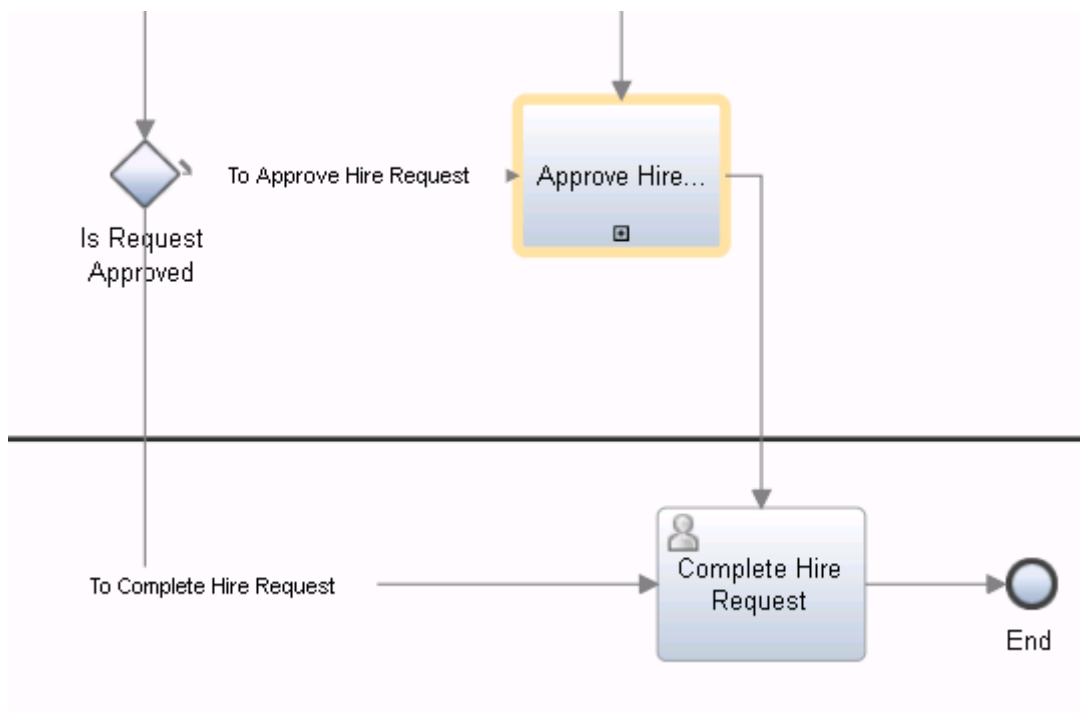 To Approve Hire Request
Approve Hire...
Is Request
Approved
To Complete Hire Request
Complete Hire
Request
End